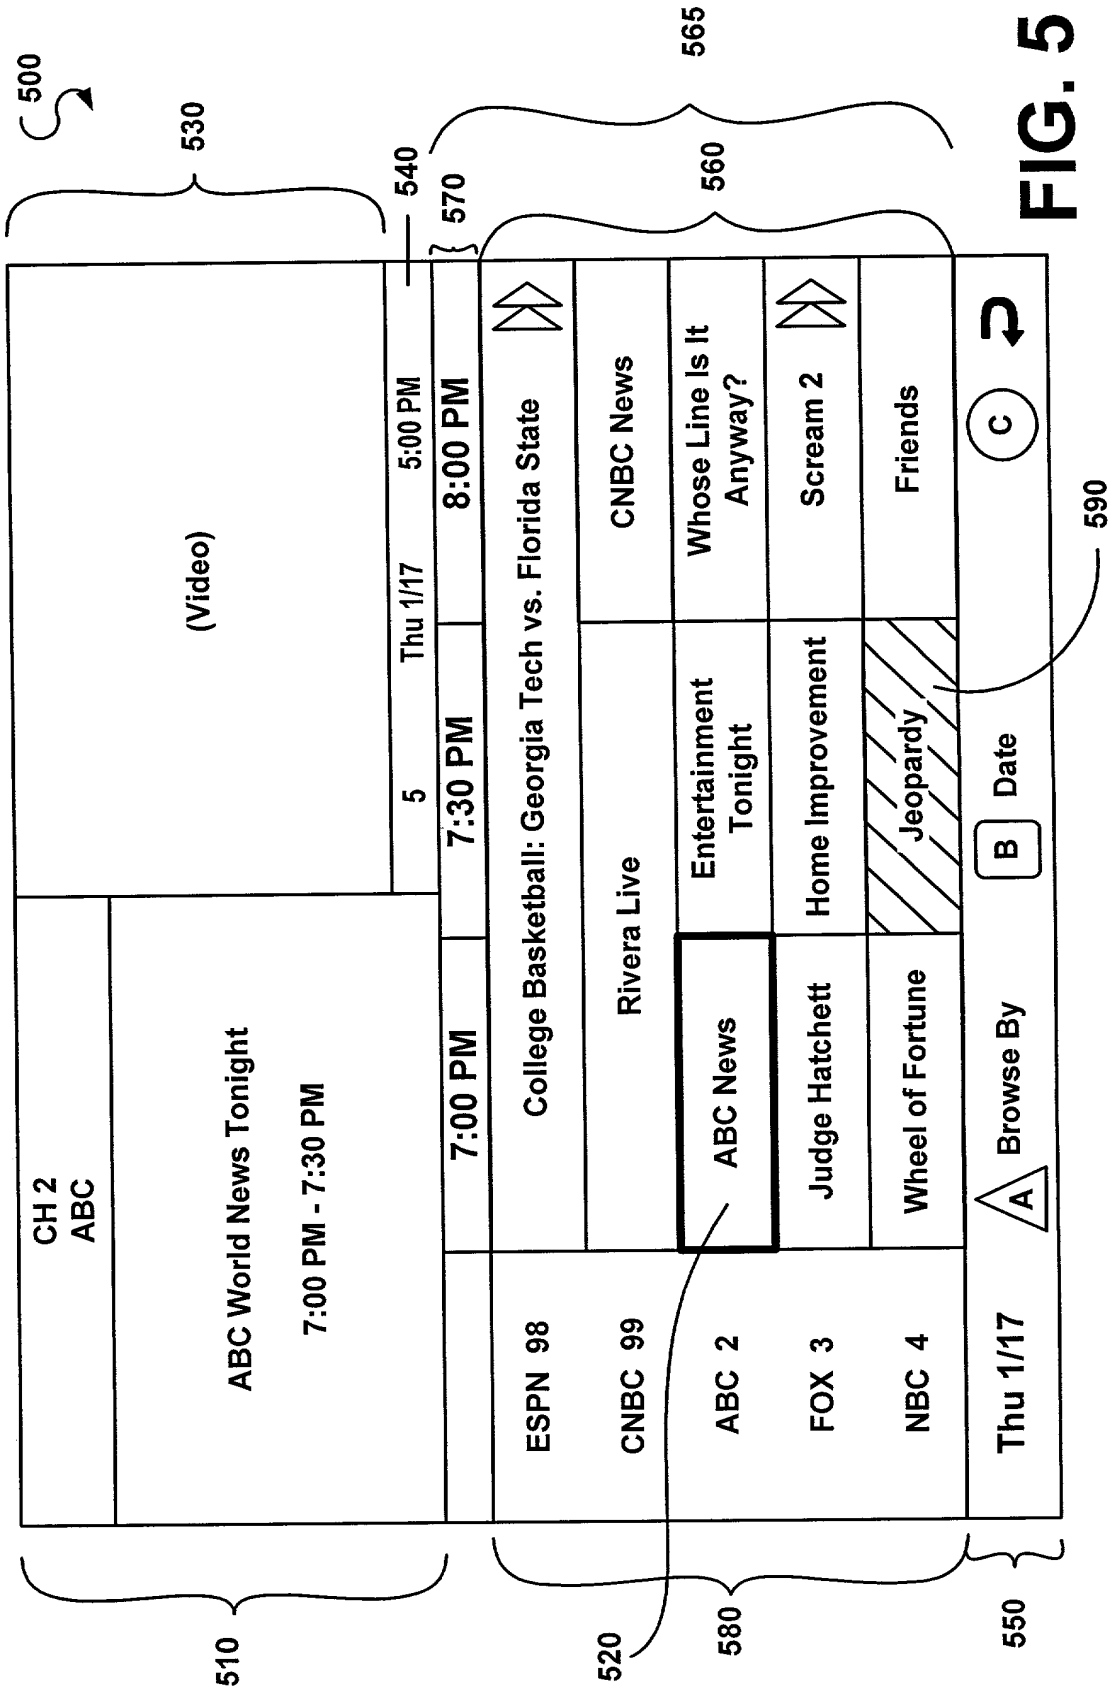 500
530
540
570
565
560
510
CH 2
ABC
ABC World News Tonight
7:00 PM - 7:30 PM
(Video)
5 Thu 1/17 5:00 PM
7:00 PM 7:30 PM 8:00 PM
ESPN 98 College Basketball: Georgia Tech vs. Florida State
CNBC 99 Rivera Live CNBC News
ABC 2 ABC News Entertainment Tonight Whose Line Is It Anyway?
FOX 3 Judge Hatchett Home Improvement Scream 2
NBC 4 Wheel of Fortune Jeopardy Friends
Thu 1/17 A Browse By B Date C
520
580
550
590
FIG. 5